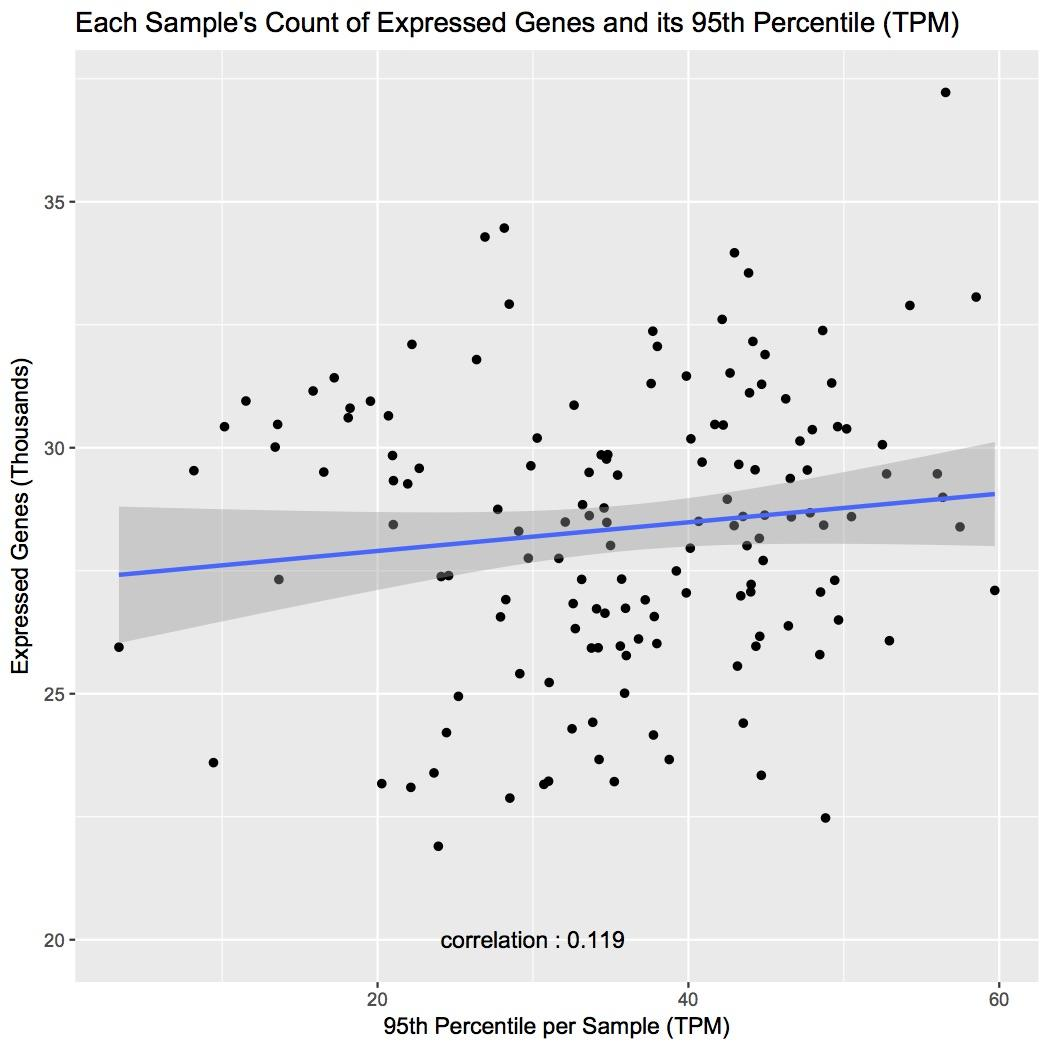 Each Sample's Count of Expressed Genes and its 95th Percentile (TPM)
Expressed Genes (Thousands)
35
30
25
20
correlation : 0.119
20 40 60
95th Percentile per Sample (TPM)